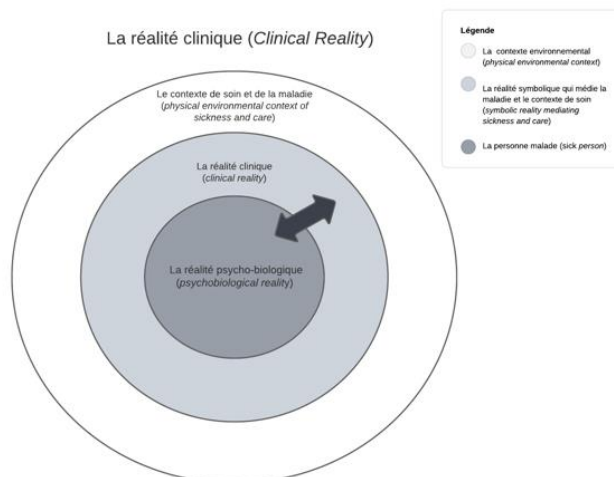 La réalité clinique (Clinical Reality)
Le contexte de soin et de la maladie
(physical environmental context of
sickness and care)
La réalité clinique
(clinical reality)
La réalité psycho-biologique
(psychobiological reality)
Légende
La contexte environnemental
(physical environmental context)
La réalité symbolique qui médie la
maladie et le contexte de soin
(symbolic reality mediating
sickness and care)
La personne malade (sick person)